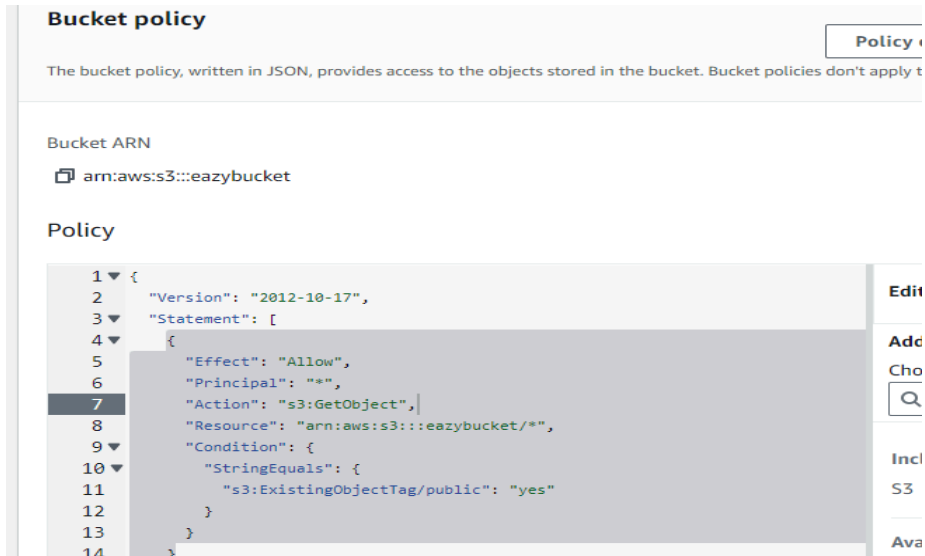 Bucket policy
Policy
The bucket policy, written in JSON, provides access to the objects stored in the bucket. Bucket policies don't apply
Bucket ARN
arn:aws:s3:::eazybucket
Policy
1 {
2 "Version": "2012-10-17",
3 "Statement": [
4 {
5 "Effect": "Allow",
6 "Principal": "*",
7 "Action": "s3:GetObject",
8 "Resource": "arn:aws:s3:::eazybucket/*",
9 "Condition": {
10 "StringEquals": {
11 "s3:ExistingObjectTag/public": "yes"
12 }
13 }
14 }
Edit
Add
Cho
Incl
S3
Ava